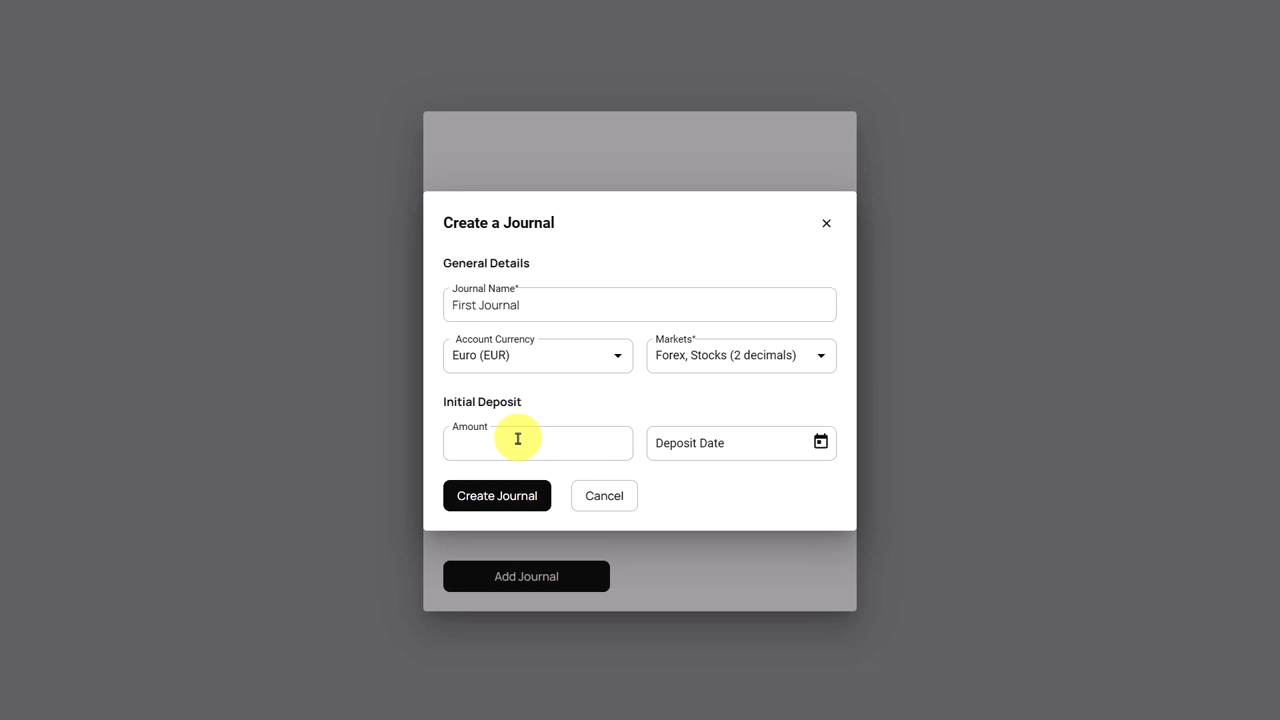 Create a Journal
General Details
Journal Name*
First Journal
Account Currency Markets*
Euro (EUR) Forex, Stocks (2 decimals)
Initial Deposit
Amount
Deposit Date
Create Journal Cancel
Add Journal